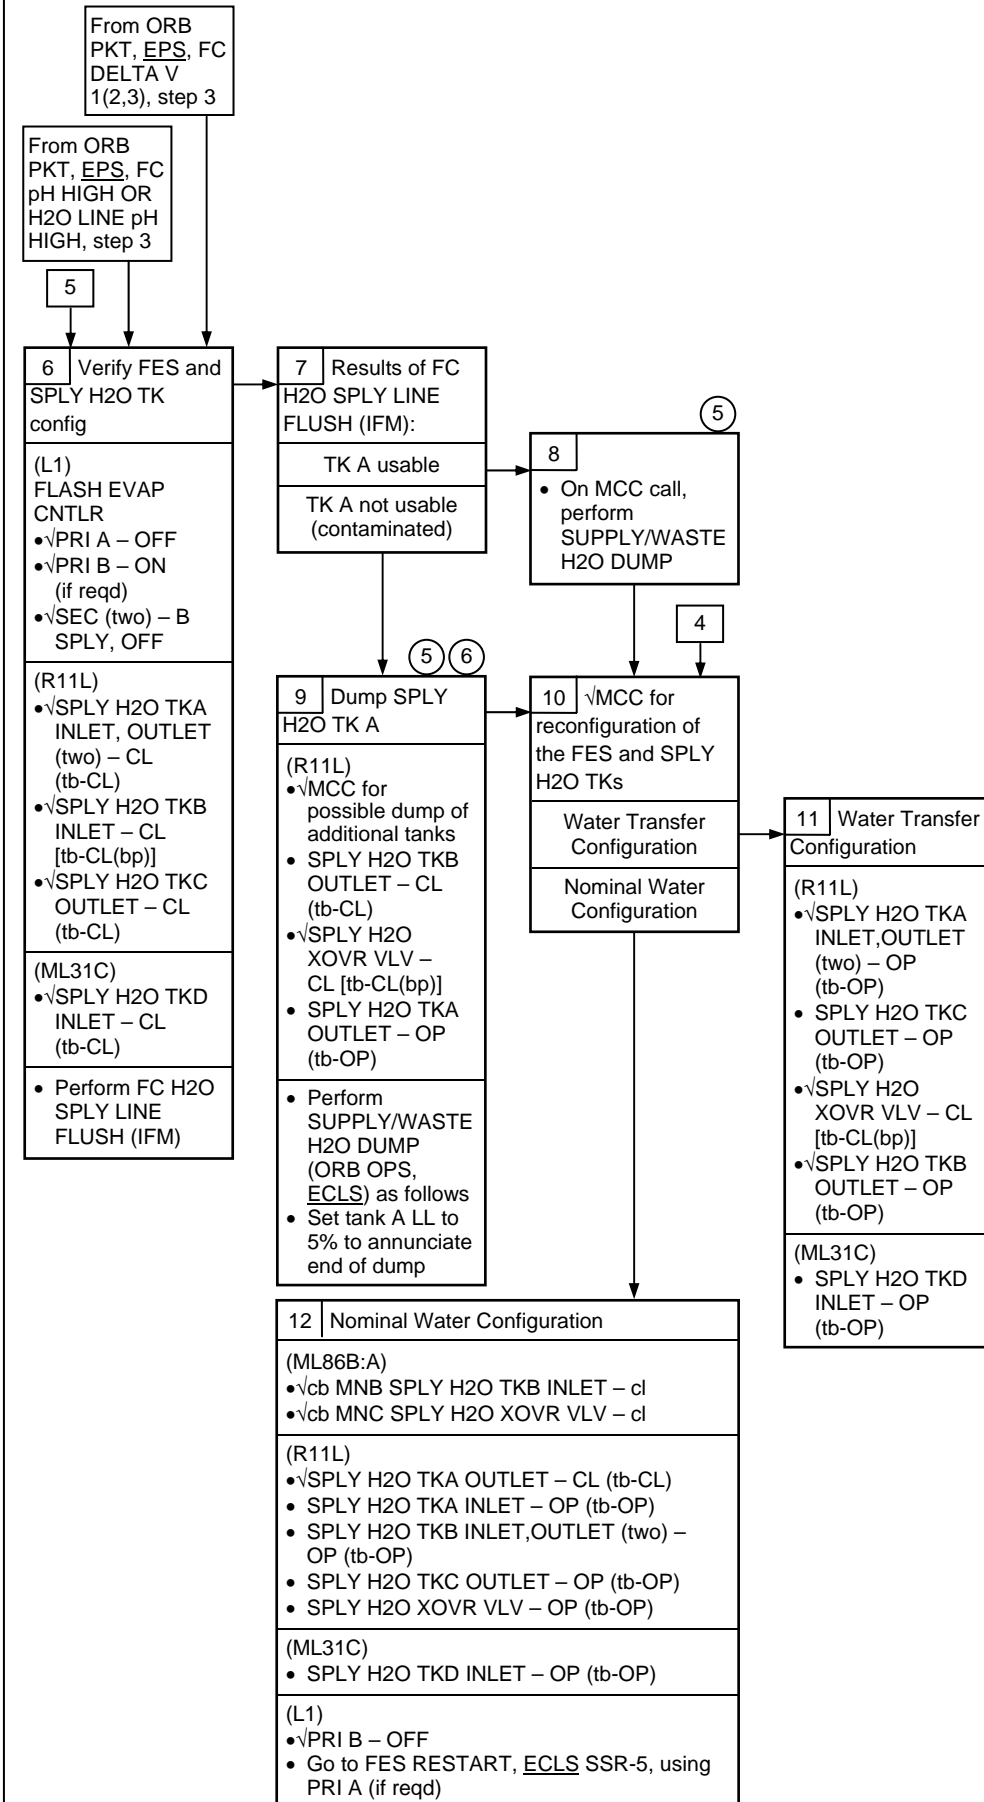 From ORB
PKT, EPS, FC
DELTA V
1(2,3), step 3
From ORB
PKT, EPS, FC
pH HIGH OR
H2O LINE pH
HIGH, step 3
5
6 Verify FES and
SPLY H2O TK
config
(L1)
FLASH EVAP
CNTLR
•√PRI A – OFF
•√PRI B – ON
(if reqd)
•√SEC (two) – B
SPLY, OFF
(R11L)
•√SPLY H2O TKA
INLET, OUTLET
(two) – CL
(tb-CL)
•√SPLY H2O TKB
INLET – CL
[tb-CL(bp)]
•√SPLY H2O TKC
OUTLET – CL
(tb-CL)
(ML31C)
•√SPLY H2O TKD
INLET – CL
(tb-CL)
• Perform FC H2O
SPLY LINE
FLUSH (IFM)
7 Results of FC
H2O SPLY LINE
FLUSH (IFM):
TK A usable
TK A not usable
(contaminated)
5
8
• On MCC call,
perform
SUPPLY/WASTE
H2O DUMP
5 6
9 Dump SPLY
H2O TK A
(R11L)
•√MCC for
possible dump of
additional tanks
• SPLY H2O TKB
OUTLET – CL
(tb-CL)
•√SPLY H2O
XOVR VLV –
CL [tb-CL(bp)]
• SPLY H2O TKA
OUTLET – OP
(tb-OP)
• Perform
SUPPLY/WASTE
H2O DUMP
(ORB OPS,
ECLS) as follows
• Set tank A LL to
5% to annunciate
end of dump
4
10 √MCC for
reconfiguration of
the FES and SPLY
H2O TKs
Water Transfer
Configuration
Nominal Water
Configuration
11 Water Transfer
Configuration
(R11L)
•√SPLY H2O TKA
INLET,OUTLET
(two) – OP
(tb-OP)
• SPLY H2O TKC
OUTLET – OP
(tb-OP)
•√SPLY H2O
XOVR VLV – CL
[tb-CL(bp)]
•√SPLY H2O TKB
OUTLET – OP
(tb-OP)
(ML31C)
• SPLY H2O TKD
INLET – OP
(tb-OP)
12 Nominal Water Configuration
(ML86B:A)
•√cb MNB SPLY H2O TKB INLET – cl
•√cb MNC SPLY H2O XOVR VLV – cl
(R11L)
•√SPLY H2O TKA OUTLET – CL (tb-CL)
• SPLY H2O TKA INLET – OP (tb-OP)
• SPLY H2O TKB INLET,OUTLET (two) –
OP (tb-OP)
• SPLY H2O TKC OUTLET – OP (tb-OP)
• SPLY H2O XOVR VLV – OP (tb-OP)
(ML31C)
• SPLY H2O TKD INLET – OP (tb-OP)
(L1)
•√PRI B – OFF
• Go to FES RESTART, ECLS SSR-5, using
PRI A (if reqd)